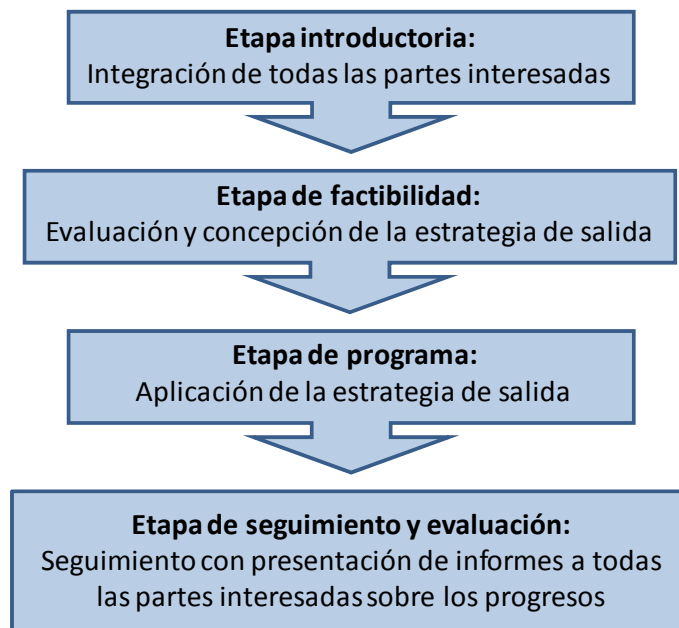 Etapa introductoria:
Integración de todas las partes interesadas
Etapa de factibilidad:
Evaluación y concepción de la estrategia de salida
Etapa de programa:
Aplicación de la estrategia de salida
Etapa de seguimiento y evaluación:
Seguimiento con presentación de informes a todas
las partes interesadas sobre los progresos